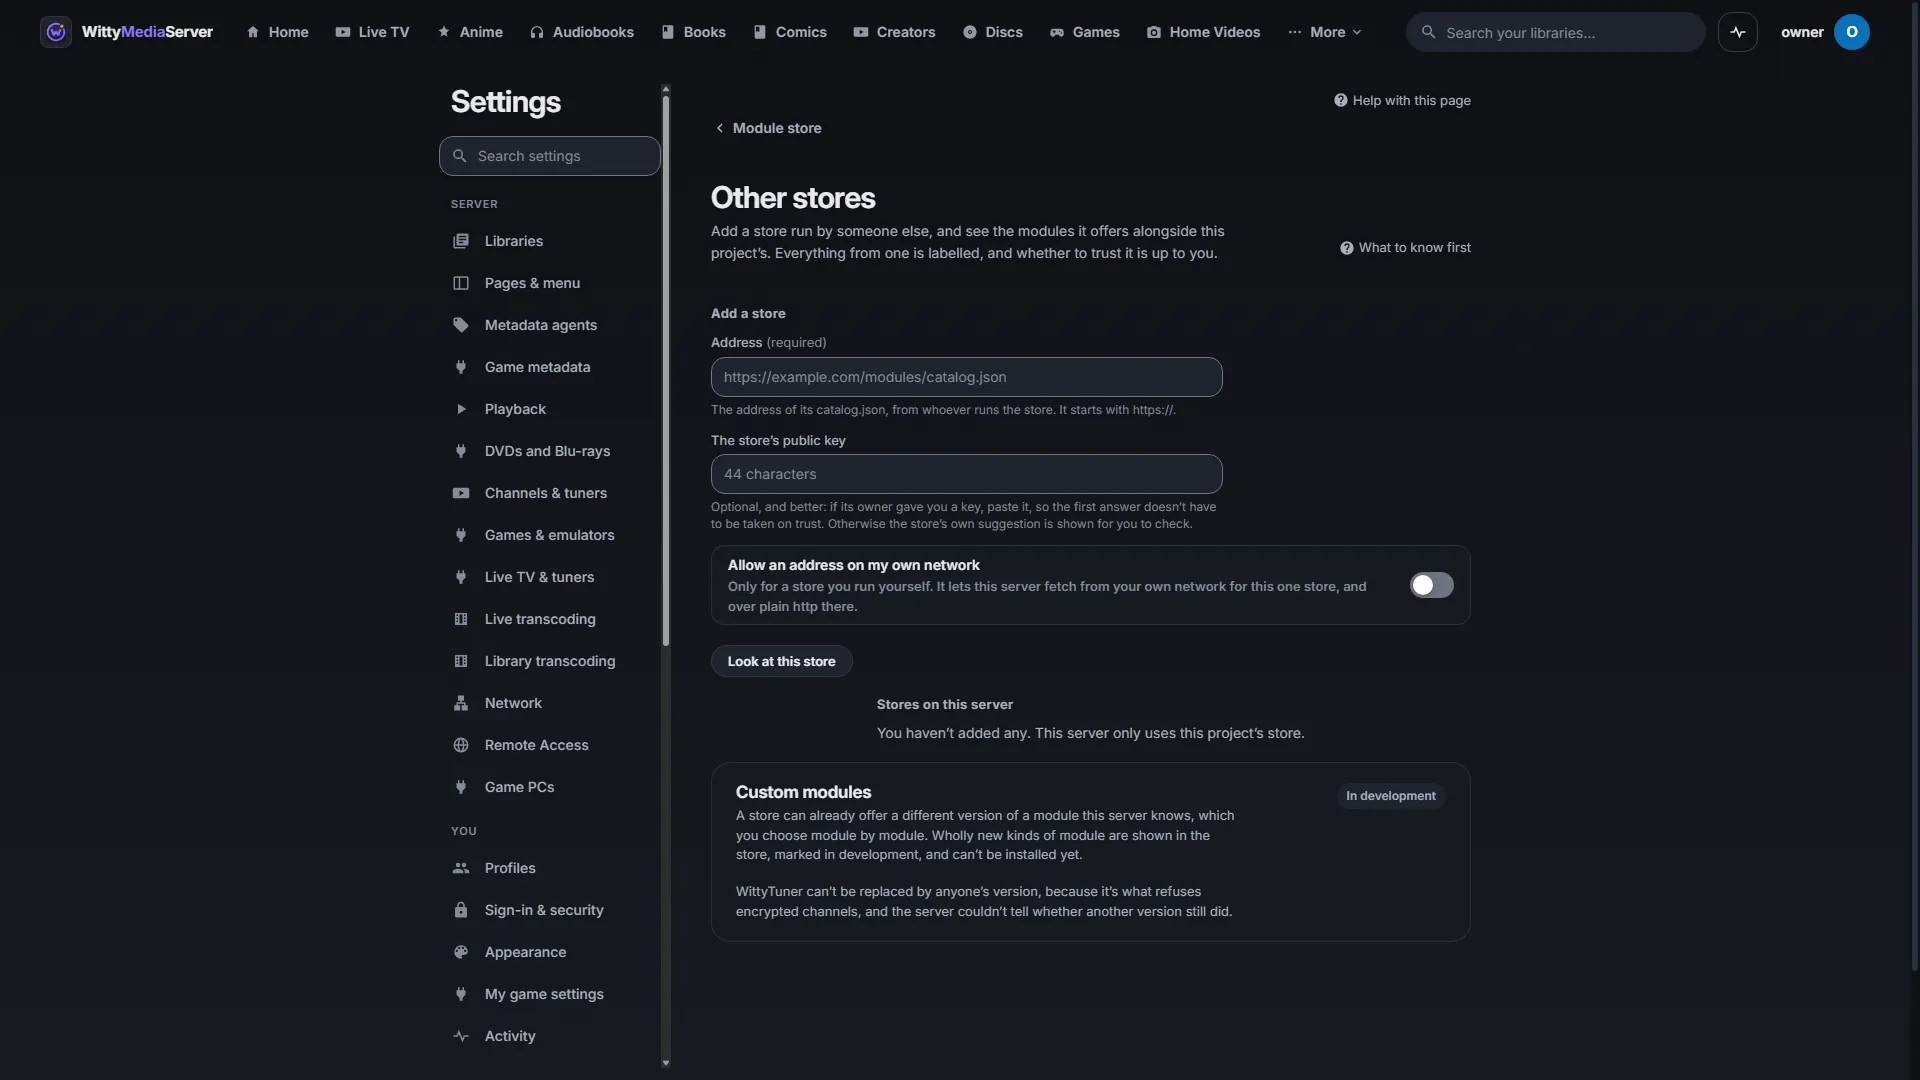 WittyMediaServer
Home
Live TV
Anime
Audiobooks
Books
Comics
Creators
Discs
Games
Home Videos
More
Search your libraries...
owner
O
Settings
Search settings
SERVER
Libraries
Pages & menu
Metadata agents
Game metadata
Playback
DVDs and Blu-rays
Channels & tuners
Games & emulators
Live TV & tuners
Live transcoding
Library transcoding
Network
Remote Access
Game PCs
YOU
Profiles
Sign-in & security
Appearance
My game settings
Activity
Help with this page
Module store
Other stores
Add a store run by someone else, and see the modules it offers alongside this
project’s. Everything from one is labelled, and whether to trust it is up to you.
What to know first
Add a store
Address (required)
https://example.com/modules/catalog.json
The address of its catalog.json, from whoever runs the store. It starts with https://.
The store’s public key
44 characters
Optional, and better: if its owner gave you a key, paste it, so the first answer doesn’t have
to be taken on trust. Otherwise the store’s own suggestion is shown for you to check.
Allow an address on my own network
Only for a store you run yourself. It lets this server fetch from your own network for this one store, and
over plain http there.
Look at this store
Stores on this server
You haven’t added any. This server only uses this project’s store.
Custom modules
In development
A store can already offer a different version of a module this server knows, which
you choose module by module. Wholly new kinds of module are shown in the
store, marked in development, and can’t be installed yet.
WittyTuner can’t be replaced by anyone’s version, because it’s what refuses
encrypted channels, and the server couldn’t tell whether another version still did.